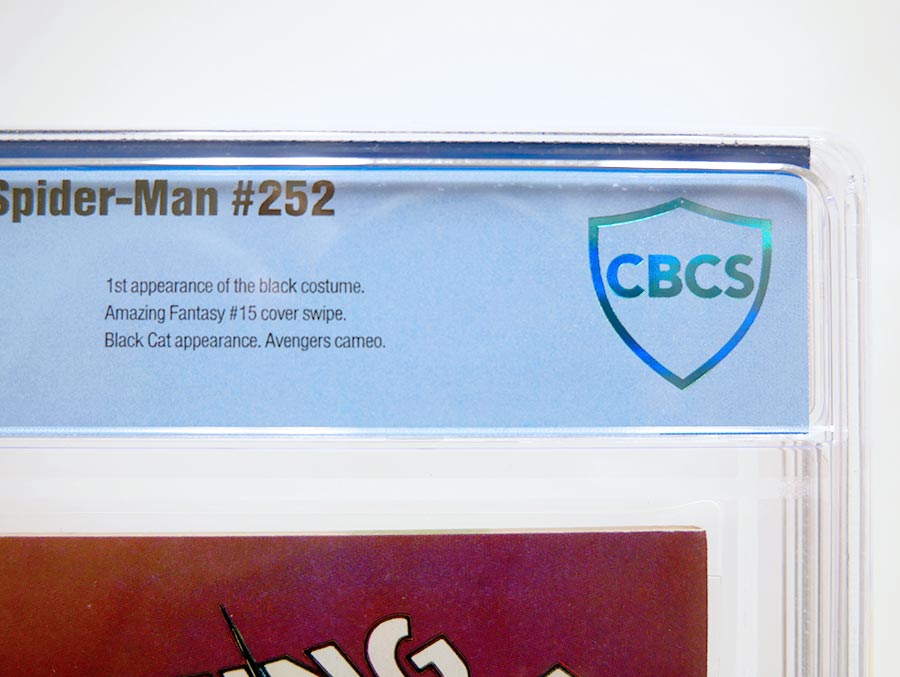 Spider-Man #252
CBCS
1st appearance of the black costume.
Amazing Fantasy #15 cover swipe.
Black Cat appearance. Avengers cameo.
ING